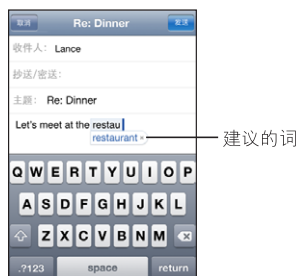 取消 Re: Dinner 发送
收件人: Lance
抄送/密送:
主题: Re: Dinner
Let's meet at the restau
restaurant ×
建议的词
Q W E R T Y U I O P
A S D F G H J K L
Z X C V B N M
.?123 space return